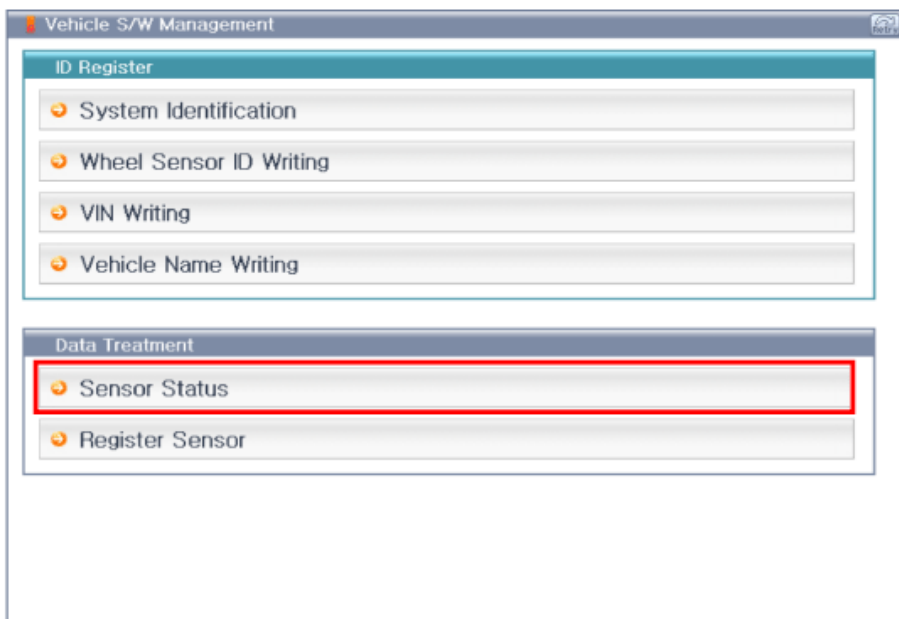 Vehicle S/W Management
ID Register
System Identification
Wheel Sensor ID Writing
VIN Writing
Vehicle Name Writing
Data Treatment
Sensor Status
Register Sensor